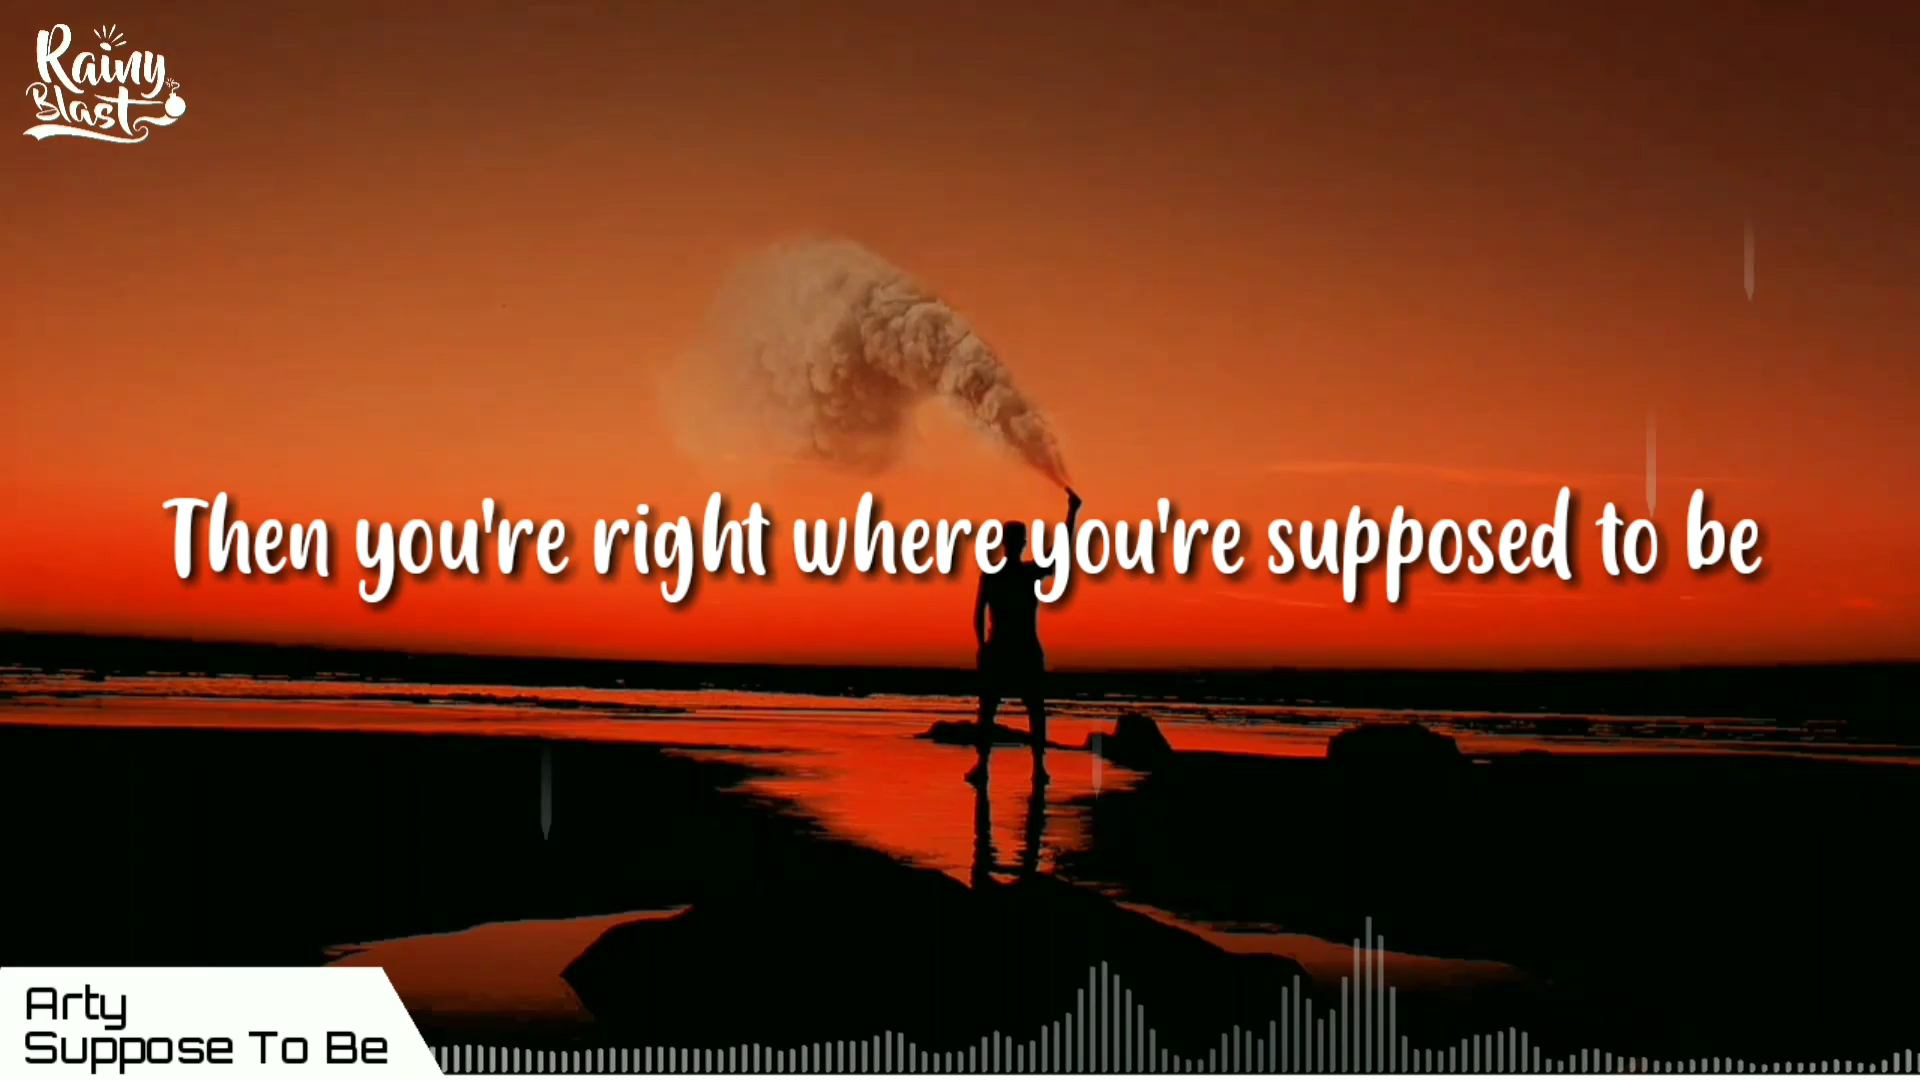 Rainy
Blast
Then you're right where you're supposed to be
Arty
Suppose To Be